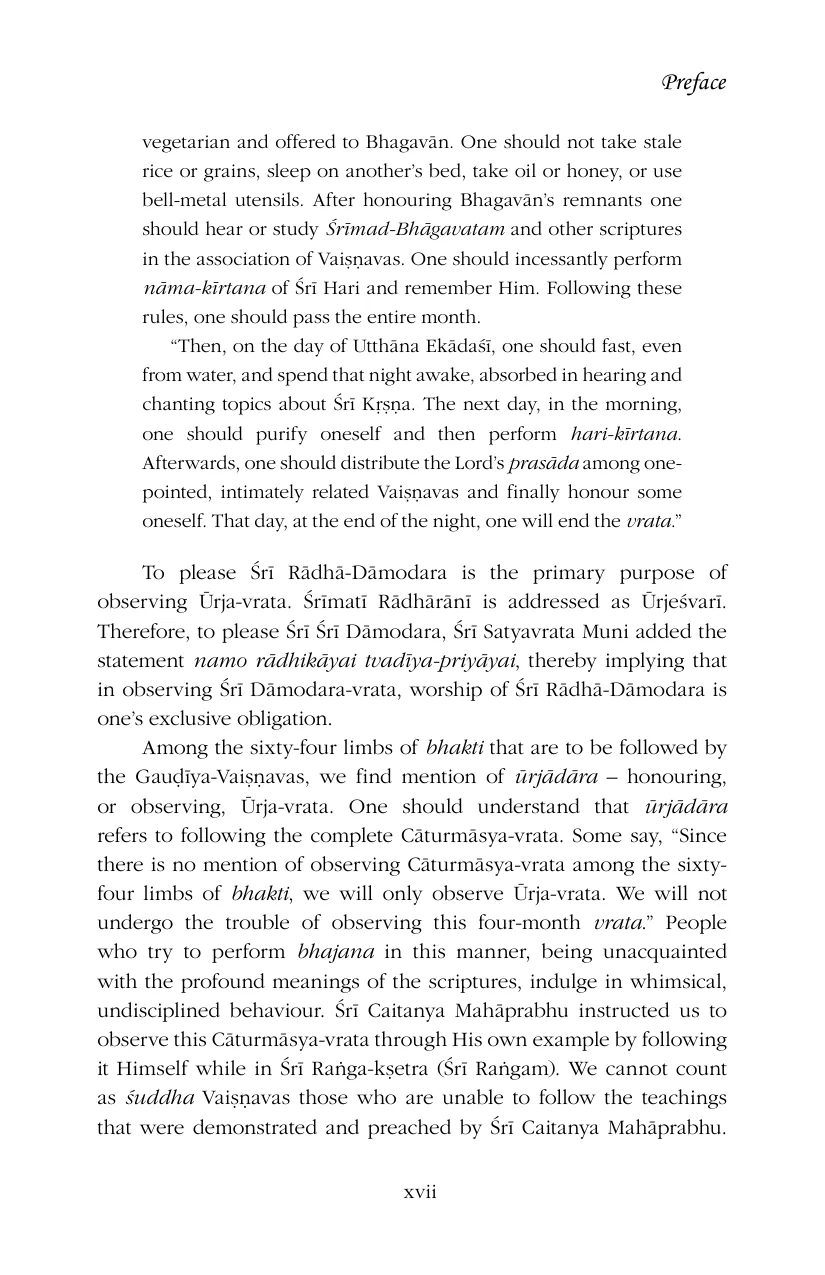 Preface
vegetarian and offered to Bhagavān. One should not take stale
rice or grains, sleep on another’s bed, take oil or honey, or use
bell-metal utensils. After honouring Bhagavān’s remnants one
should hear or study Śrīmad-Bhāgavatam and other scriptures
in the association of Vaiṣṇavas. One should incessantly perform
nāma-kīrtana of Śrī Hari and remember Him. Following these
rules, one should pass the entire month.
“Then, on the day of Utthāna Ekādaśī, one should fast, even
from water, and spend that night awake, absorbed in hearing and
chanting topics about Śrī Kṛṣṇa. The next day, in the morning,
one should purify oneself and then perform hari-kīrtana.
Afterwards, one should distribute the Lord’s prasāda among one-
pointed, intimately related Vaiṣṇavas and finally honour some
oneself. That day, at the end of the night, one will end the vrata.”
To please Śrī Rādhā-Dāmodara is the primary purpose of
observing Ūrja-vrata. Śrīmatī Rādhārāṇī is addressed as Ūrjeśvarī.
Therefore, to please Śrī Śrī Dāmodara, Śrī Satyavrata Muni added the
statement namo rādhikāyai tvadīya-priyāyai, thereby implying that
in observing Śrī Dāmodara-vrata, worship of Śrī Rādhā-Dāmodara is
one’s exclusive obligation.
Among the sixty-four limbs of bhakti that are to be followed by
the Gauḍīya-Vaiṣṇavas, we find mention of ūrjādāra – honouring,
or observing, Ūrja-vrata. One should understand that ūrjādāra
refers to following the complete Cāturmāsya-vrata. Some say, “Since
there is no mention of observing Cāturmāsya-vrata among the sixty-
four limbs of bhakti, we will only observe Ūrja-vrata. We will not
undergo the trouble of observing this four-month vrata.” People
who try to perform bhajana in this manner, being unacquainted
with the profound meanings of the scriptures, indulge in whimsical,
undisciplined behaviour. Śrī Caitanya Mahāprabhu instructed us to
observe this Cāturmāsya-vrata through His own example by following
it Himself while in Śrī Raṅga-kṣetra (Śrī Raṅgam). We cannot count
as śuddha Vaiṣṇavas those who are unable to follow the teachings
that were demonstrated and preached by Śrī Caitanya Mahāprabhu.
xvii